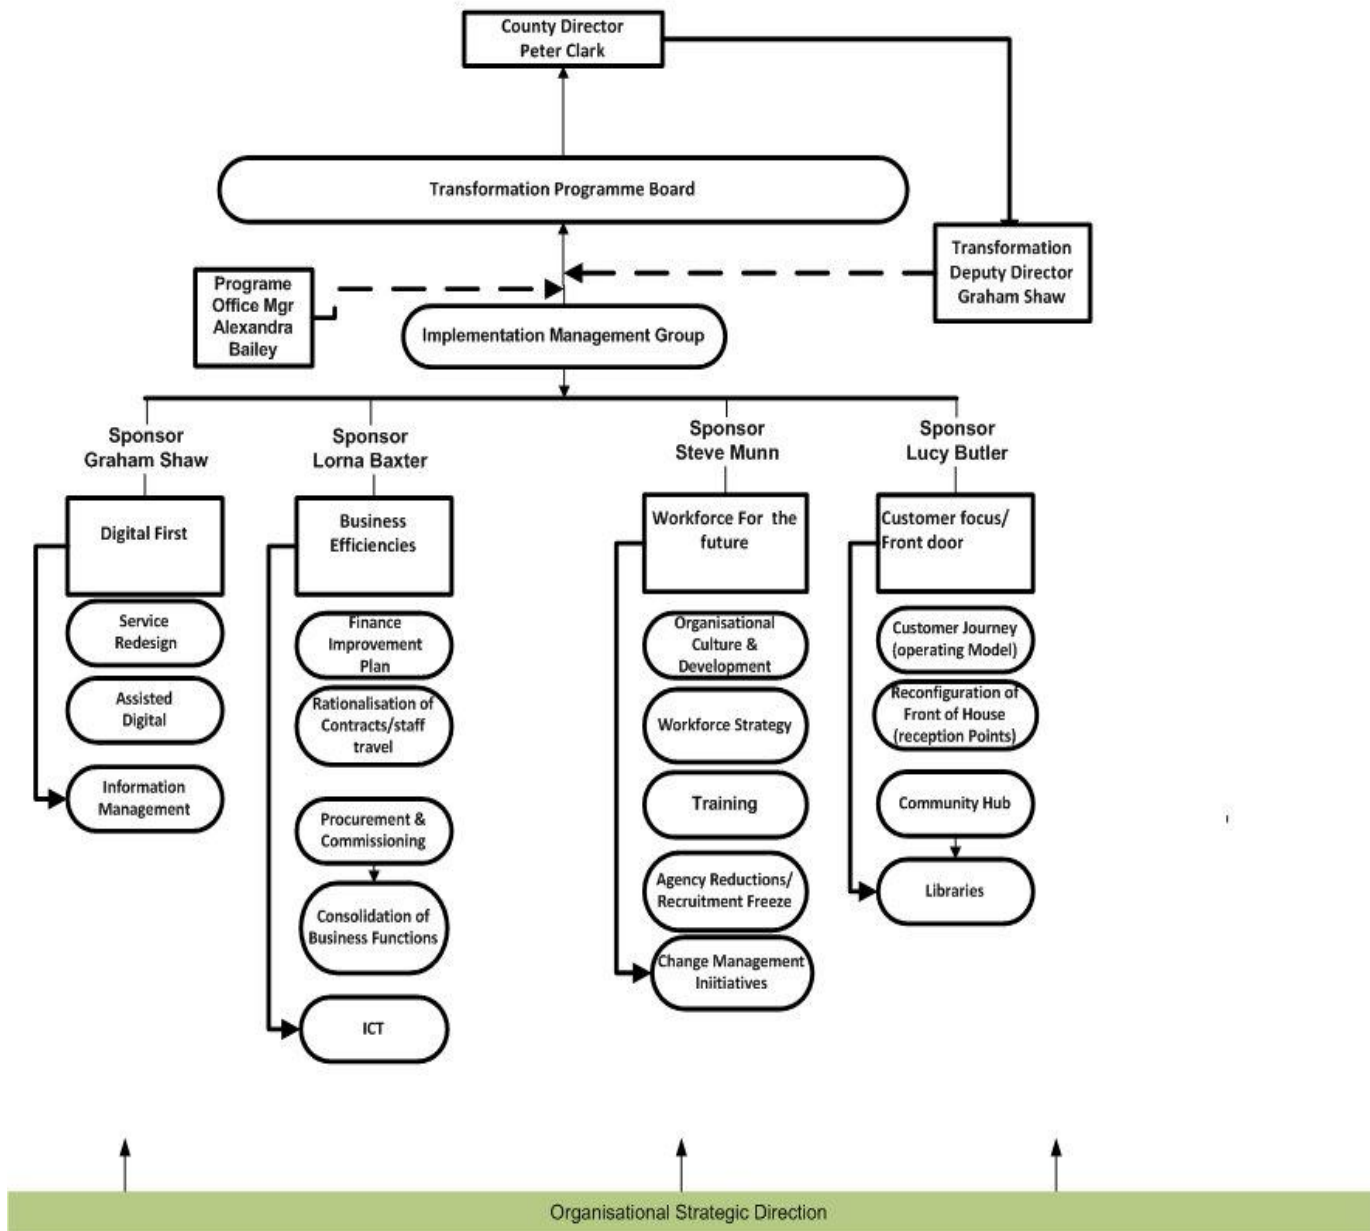 County Director
Peter Clark
Transformation Programme Board
Transformation
Deputy Director
Graham Shaw
Programe
Office Mgr
Alexandra
Bailey
Implementation Management Group
Sponsor
Graham Shaw
Sponsor
Lorna Baxter
Sponsor
Steve Munn
Sponsor
Lucy Butler
Digital First
Service
Redesign
Assisted
Digital
Information
Management
Business
Efficiencies
Finance
Improvement
Plan
Rationalisation of
Contracts/staff
travel
Procurement &
Commissioning
Consolidation of
Business Functions
ICT
Workforce For the
future
Organisational
Culture &
Development
Workforce Strategy
Training
Agency Reductions/
Recruitment Freeze
Change Management
Iniitiatives
Customer focus/
Front door
Customer Journey
(operating Model)
Reconfiguration of
Front of House
(reception Points)
Community Hub
Libraries
Organisational Strategic Direction